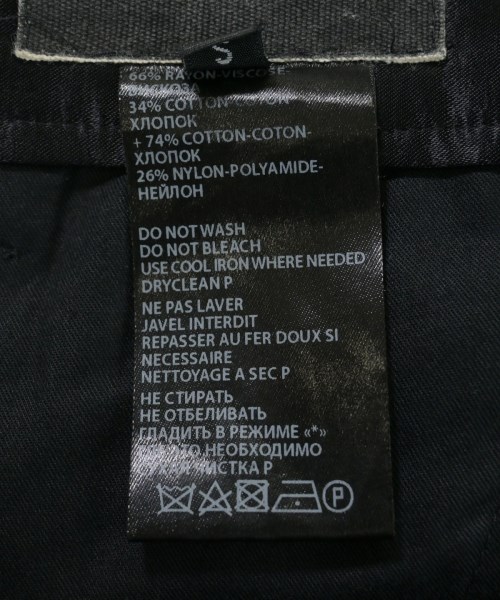 S
66% RAYON-VISCOSE-
ВИСКОЗА
34% COTTON-COTON-
ХЛОПОК
+ 74% COTTON-COTON-
ХЛОПОК
26% NYLON-POLYAMIDE-
НЕЙЛОН
DO NOT WASH
DO NOT BLEACH
USE COOL IRON WHERE NEEDED
DRYCLEAN P
NE PAS LAVER
JAVEL INTERDIT
REPASSER AU FER DOUX SI
NECESSAIRE
NETTOYAGE A SEC P
НЕ СТИРАТЬ
НЕ ОТБЕЛИВАТЬ
ГЛАДИТЬ В РЕЖИМЕ «*»
НЕОБХОДИМО
ЧИСТКА P
P